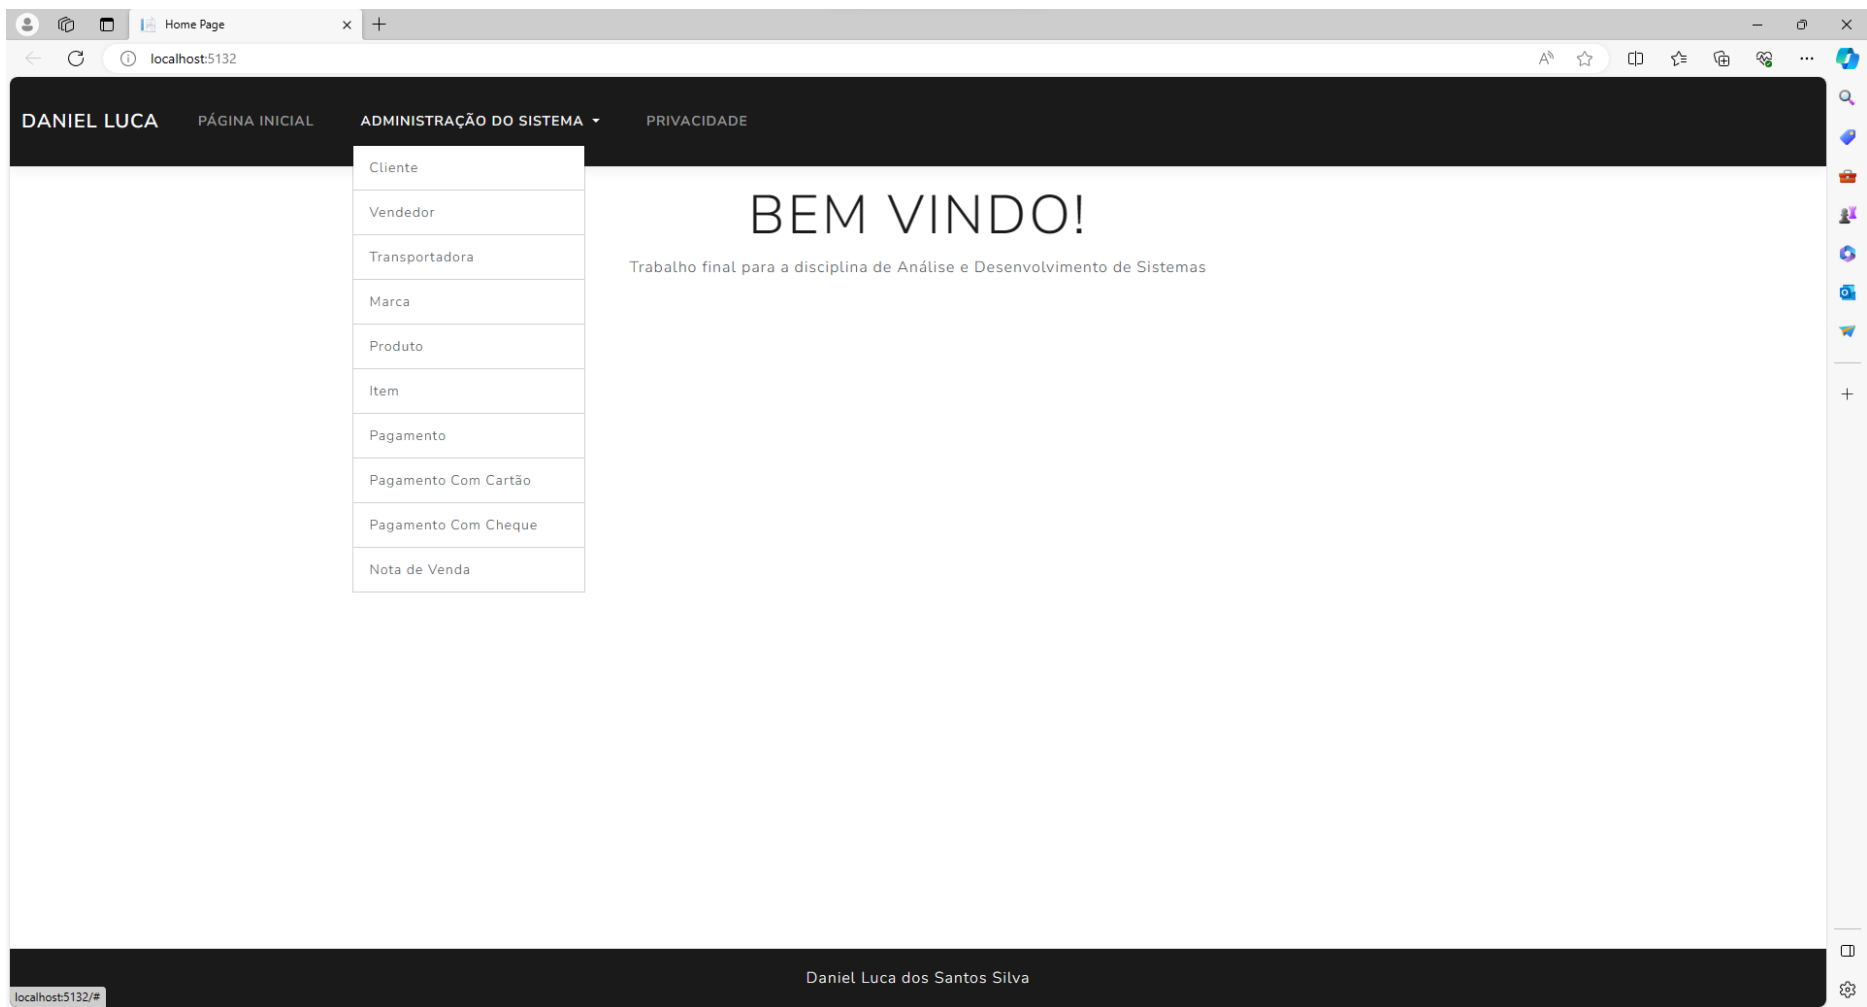 Home Page
localhost:5132
DANIEL LUCA PÁGINA INICIAL ADMINISTRAÇÃO DO SISTEMA PRIVACIDADE
Cliente
Vendedor
Transportadora
Marca
Produto
Item
Pagamento
Pagamento Com Cartão
Pagamento Com Cheque
Nota de Venda
BEM VINDO!
Trabalho final para a disciplina de Análise e Desenvolvimento de Sistemas
Daniel Luca dos Santos Silva
localhost:5132/#